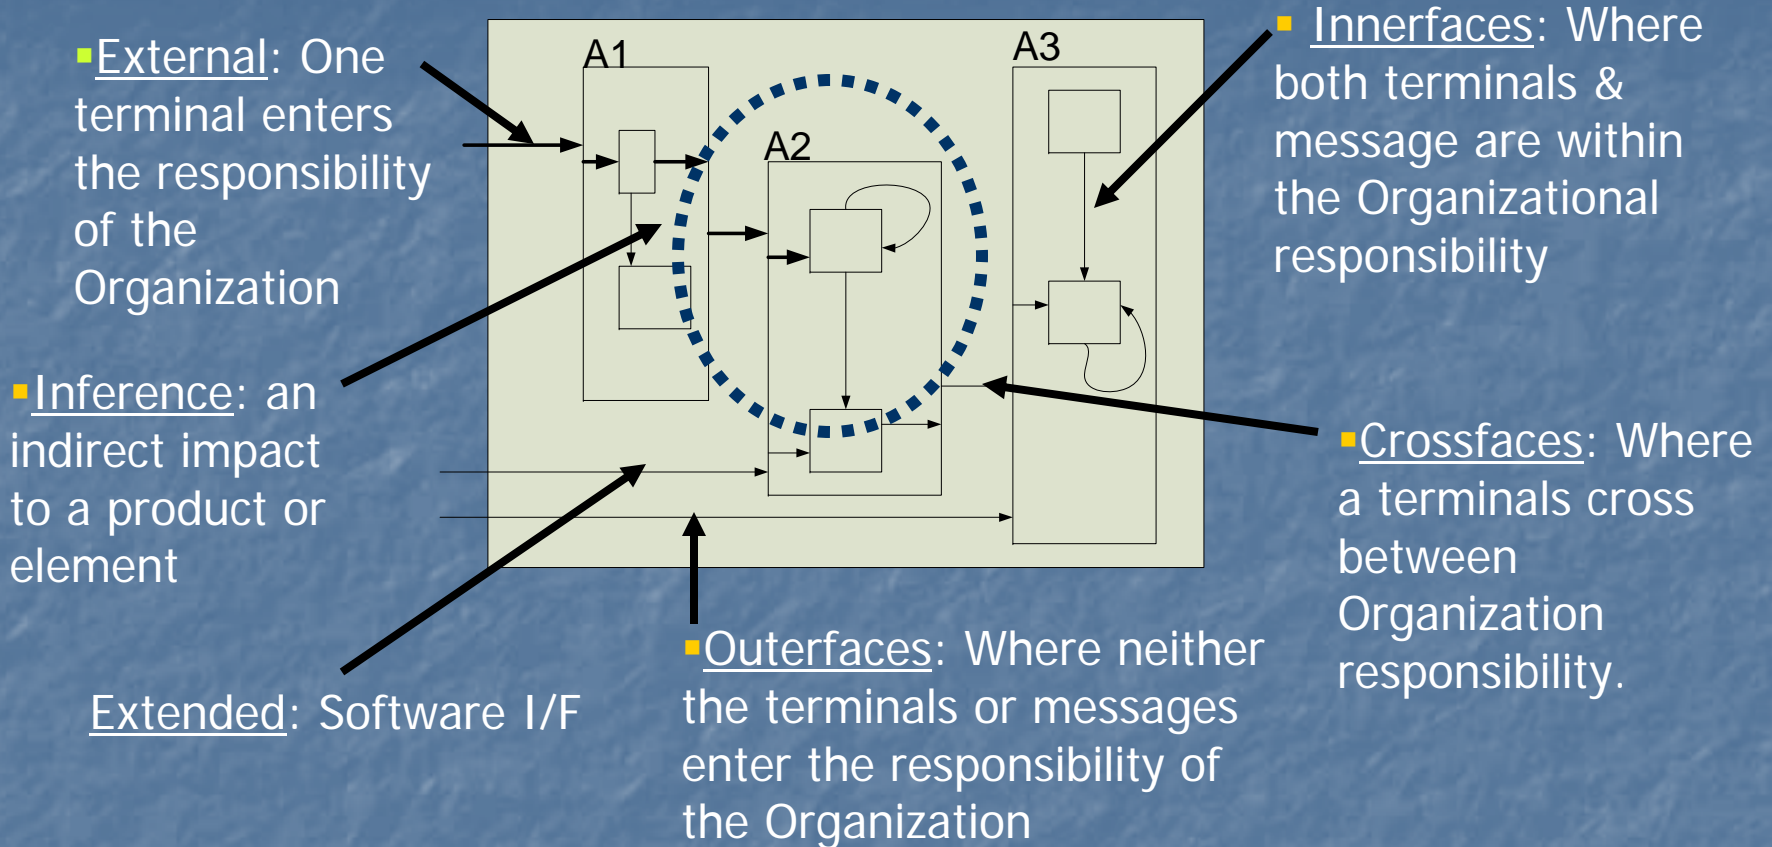 ▪External: One
terminal enters
the responsibility
of the
Organization
▪Inference: an
indirect impact
to a product or
element
Extended: Software I/F
A1
A2
A3
▪Outerfaces: Where neither
the terminals or messages
enter the responsibility of
the Organization
▪ Innerfaces: Where
both terminals &
message are within
the Organizational
responsibility
▪Crossfaces: Where
a terminals cross
between
Organization
responsibility.